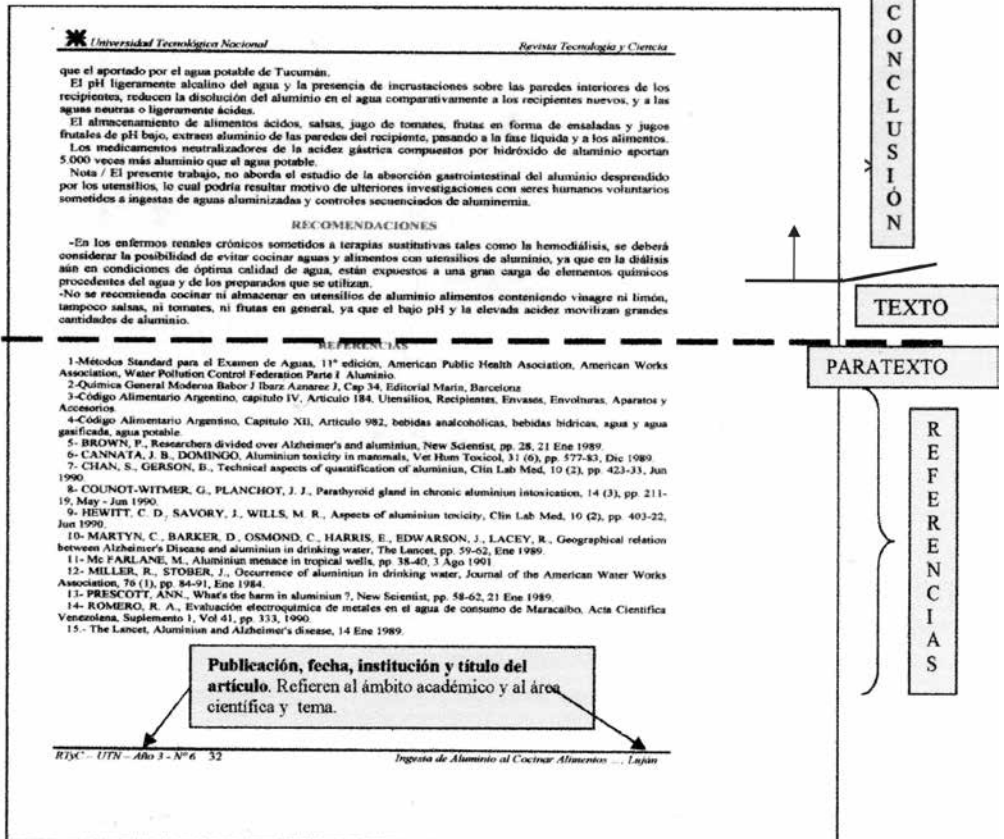 Universidad Tecnológica Nacional Revista Tecnología y Ciencia
que el aportado por el agua potable de Tucumán.
El pH ligeramente alcalino del agua y la presencia de incrustaciones sobre las paredes interiores de los
recipientes, reducen la disolución del aluminio en el agua comparativamente a los recipientes nuevos, y a las
aguas neutras o ligeramente ácidas.
El almacenamiento de alimentos ácidos, salsas, jugo de tomates, frutas en forma de ensaladas y jugos
frutales de pH bajo, extraen aluminio de las paredes del recipiente, pasando a la fase líquida y a los alimentos.
Los medicamentos neutralizadores de la acidez gástrica compuestos por hidróxido de aluminio aportan
5.000 veces más aluminio que el agua potable.
Nota / El presente trabajo, no aborda el estudio de la absorción gastrointestinal del aluminio desprendido
por los utensilios, lo cual podría resultar motivo de ulteriores investigaciones con seres humanos voluntarios
sometidos a ingestas de aguas aluminizadas y controles secuenciados de aluminemia.
RECOMENDACIONES
-En los enfermos renales crónicos sometidos a terapias sustitutivas tales como la hemodiálisis, se deberá
considerar la posibilidad de evitar cocinar aguas y alimentos con utensilios de aluminio, ya que en la diálisis
aún en condiciones de óptima calidad de agua, están expuestos a una gran carga de elementos químicos
procedentes del agua y de los preparados que se utilizan.
-No se recomienda cocinar ni almacenar en utensilios de aluminio alimentos conteniendo vinagre ni limón,
tampoco salsas, ni tomates, ni frutas en general, ya que el bajo pH y la elevada acidez movilizan grandes
cantidades de aluminio.
REFERENCIAS
1-Métodos Standard para el Examen de Aguas, 11° edición, American Public Health Asociation, American Works
Association, Water Pollution Control Federation Parte I Aluminio.
2-Química General Moderna Babor J Ibarz Aznarez J, Cap 34, Editorial Marin, Barcelona
3-Código Alimentario Argentino, capitulo IV, Articulo 184, Utensilios, Recipientes, Envases, Envolturas, Aparatos y
Accesorios.
4-Código Alimentario Argentino, Capitulo XII, Articulo 982, bebidas analcohólicas, bebidas hídricas, agua y agua
gasificada, agua potable.
5- BROWN, P., Researchers divided over Alzheimer's and aluminiun, New Scientist, pp. 28, 21 Ene 1989.
6- CANNATA, J. B., DOMINGO, Aluminiun toxicity in mammals, Vet Hum Toxicol, 31 (6), pp. 577-83, Dic 1989.
7- CHAN, S., GERSON, B., Technical aspects of quantification of aluminiun, Clin Lab Med, 10 (2), pp. 423-33, Jun
1990.
8- COUNOT-WITMER, G., PLANCHOT, J. J., Parathyroid gland in chronic aluminiun intoxication, 14 (3), pp. 211-
19, May - Jun 1990.
9- HEWITT, C. D., SAVORY, J., WILLS, M. R., Aspects of aluminiun toxicity, Clin Lab Med, 10 (2), pp. 403-22,
Jun 1990.
10- MARTYN, C., BARKER, D., OSMOND, C., HARRIS, E., EDWARSON, J., LACEY, R., Geographical relation
between Alzheimer's Disease and aluminiun in drinking water, The Lancet, pp. 59-62, Ene 1989.
11- Mc FARLANE, M., Aluminiun menace in tropical wells, pp. 38-40, 3 Ago 1991.
12- MILLER, R., STOBER, J., Occurrence of aluminiun in drinking water, Journal of the American Water Works
Association, 76 (1), pp. 84-91, Ene 1984.
13- PRESCOTT, ANN., What's the harm in aluminiun ?, New Scientist, pp. 58-62, 21 Ene 1989.
14- ROMERO, R. A., Evaluación electroquímica de metales en el agua de consumo de Maracaibo, Acta Científica
Venezolana, Suplemento 1, Vol 41, pp. 333, 1990.
15.- The Lancet, Aluminiun and Alzheimer's disease, 14 Ene 1989.
Publicación, fecha, institución y título del
artículo. Refieren al ámbito académico y al área
científica y tema.
RTyC - UTN - Año 3 - N° 6 32 Ingesta de Aluminio al Cocinar Alimentos ..., Luján
CONCLUSIÓN
TEXTO
PARATEXTO
REFERENCIAS